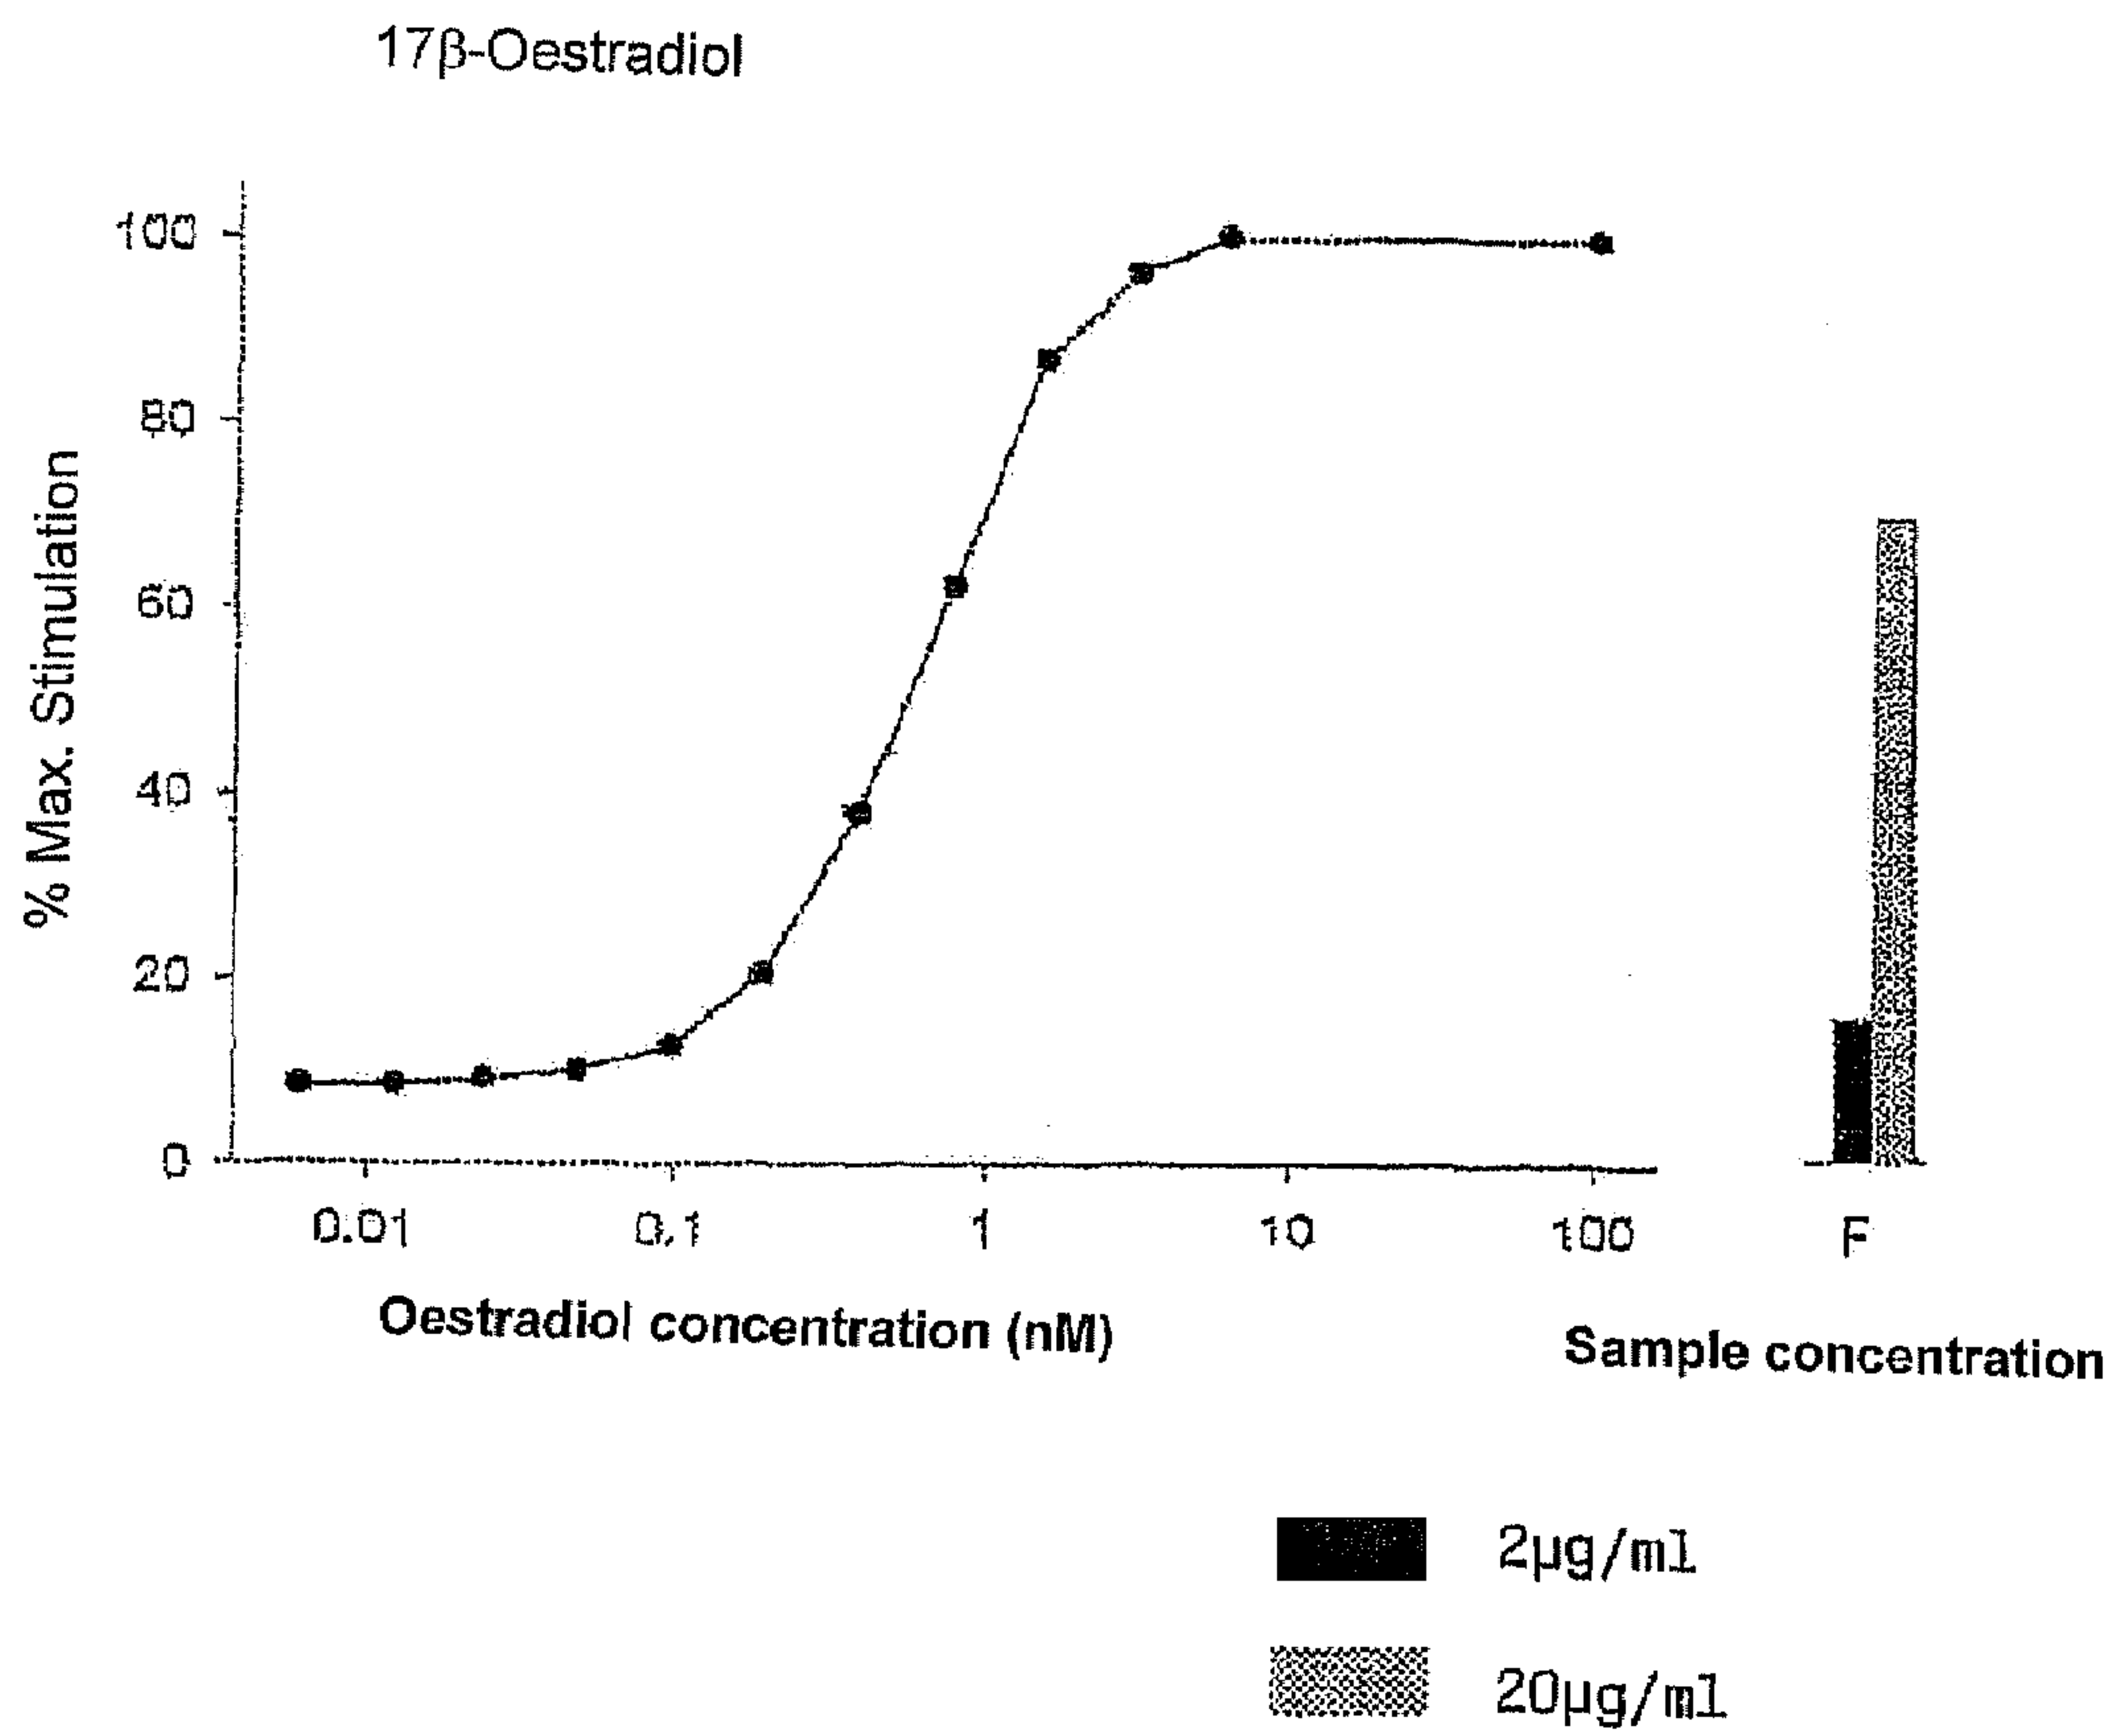 17β-Oestradiol
% Max. Stimulation
100
80
60
40
20
0
0.01 0.1 1 10 100 F
Oestradiol concentration (nM)
Sample concentration
2µg/ml
20µg/ml